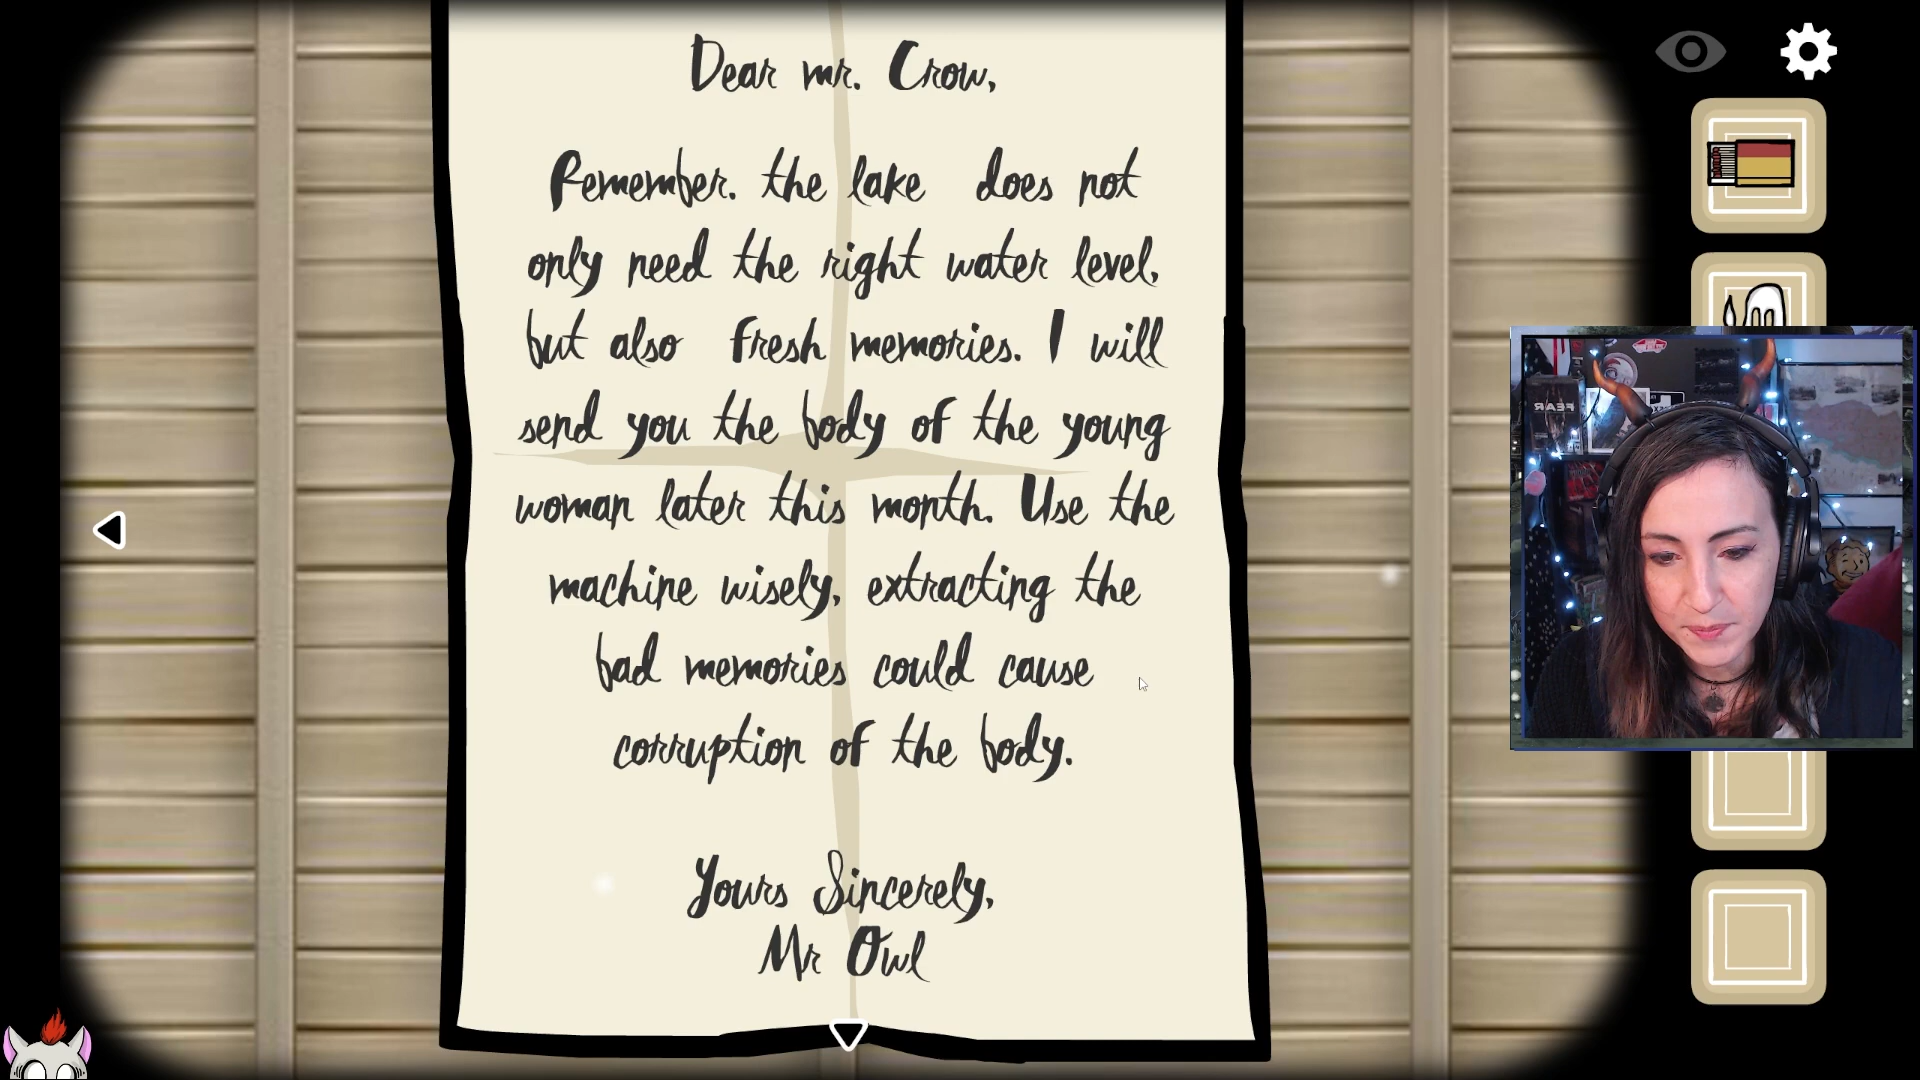 Dear mr. Crow,
Remember. the lake does not
only need the right water level,
but also fresh memories. I will
send you the body of the young
woman later this month. Use the
machine wisely, extracting the
bad memories could cause
corruption of the body.
Yours Sincerely,
Mr Owl
FEAR